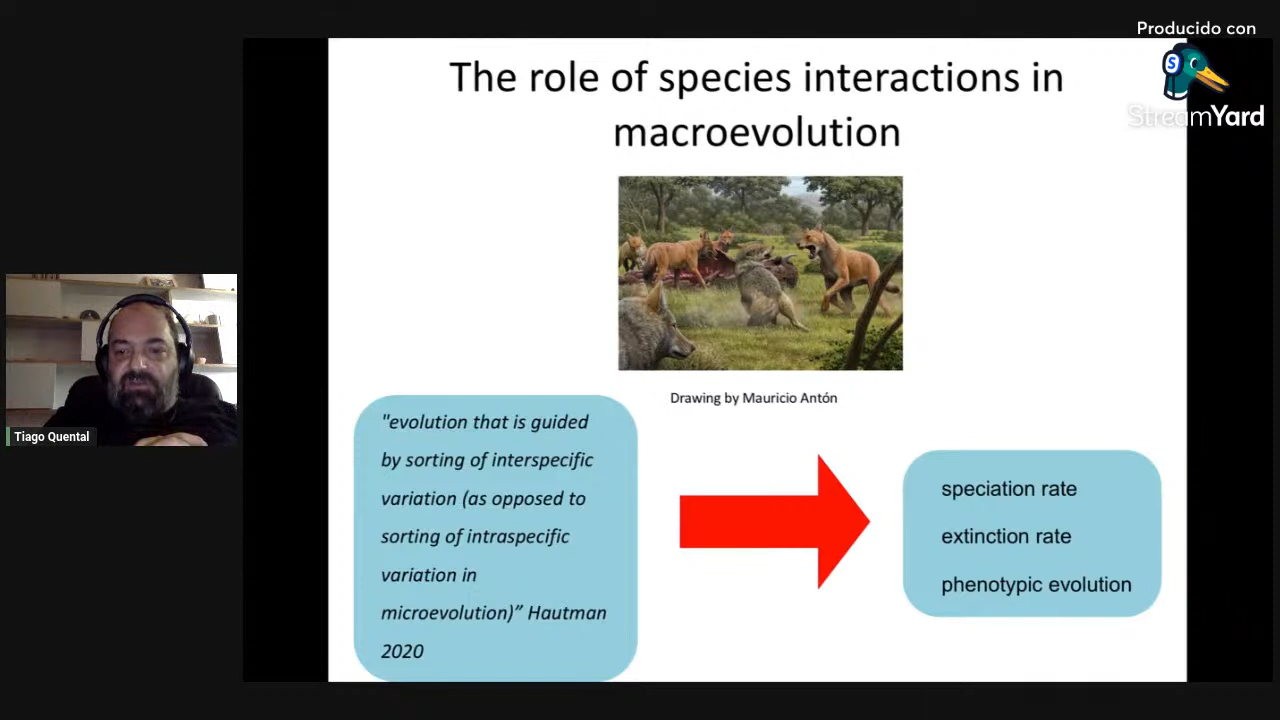 Producido con
StreamYard
The role of species interactions in
macroevolution
Drawing by Mauricio Antón
"evolution that is guided
by sorting of interspecific
variation (as opposed to
sorting of intraspecific
variation in
microevolution)” Hautman
2020
speciation rate
extinction rate
phenotypic evolution
Tiago Quental